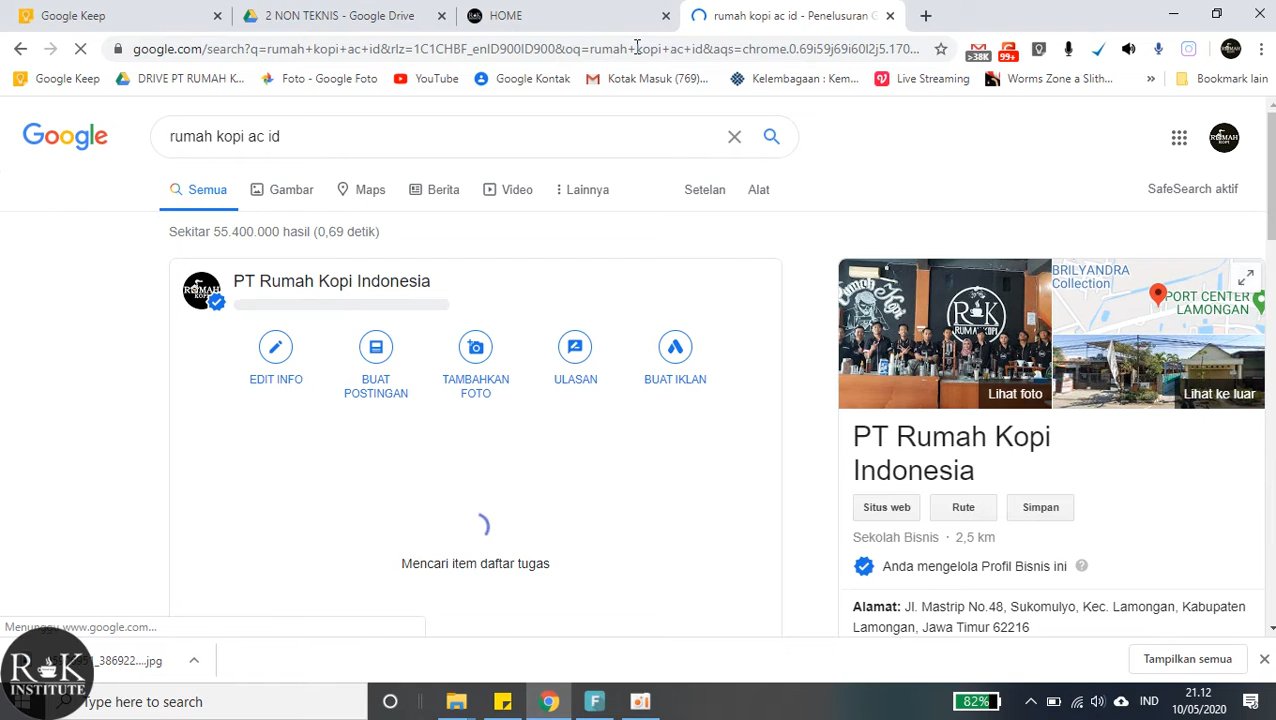 Google Keep
2 NON TEKNIS - Google Drive
HOME
rumah kopi ac id - Penelusuran G
google.com/search?q=rumah+kopi+ac+id&rlz=1C1CHBF_enID900ID900&oq=rumah+kopi+ac+id&aqs=chrome.0.69i59j69i60l2j5.170...
>38K
99+
Google Keep
DRIVE PT RUMAH K...
Foto - Google Foto
YouTube
Google Kontak
Kotak Masuk (769)...
Kelembagaan : Kem...
Live Streaming
Worms Zone a Slith...
»
Bookmark lain
Google
rumah kopi ac id
Semua
Gambar
Maps
Berita
Video
Lainnya
Setelan
Alat
SafeSearch aktif
Sekitar 55.400.000 hasil (0,69 detik)
PT Rumah Kopi Indonesia
EDIT INFO
BUAT POSTINGAN
TAMBAHKAN FOTO
ULASAN
BUAT IKLAN
Mencari item daftar tugas
Rumah Kopi
R K
RUMAH KOPI
Lihat foto
BRILYANDRA
Collection
PORT CENTER
LAMONGAN
Lihat ke luar
PT Rumah Kopi
Indonesia
Situs web
Rute
Simpan
Sekolah Bisnis · 2,5 km
Anda mengelola Profil Bisnis ini
Alamat: Jl. Mastrip No.48, Sukomulyo, Kec. Lamongan, Kabupaten
Lamongan, Jawa Timur 62216
Menunggu www.google.com...
_386922....jpg
Tampilkan semua
R K
INSTITUTE
Type here to search
82%
IND
21.12
10/05/2020